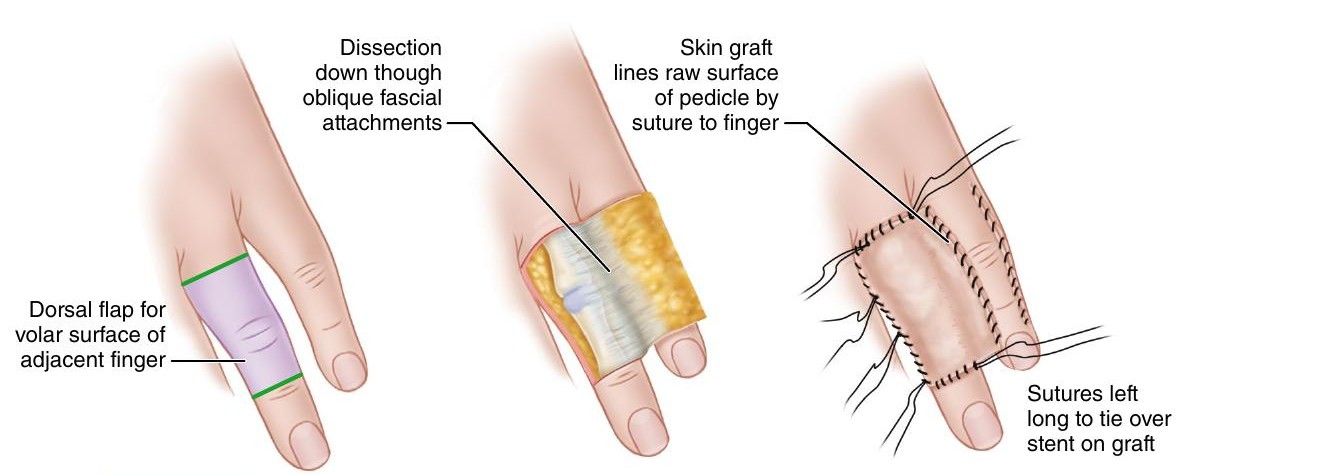 Dissection
down though
oblique fascial
attachments
Skin graft
lines raw surface
of pedicle by
suture to finger
Dorsal flap for
volar surface of
adjacent finger
Sutures left
long to tie over
stent on graft